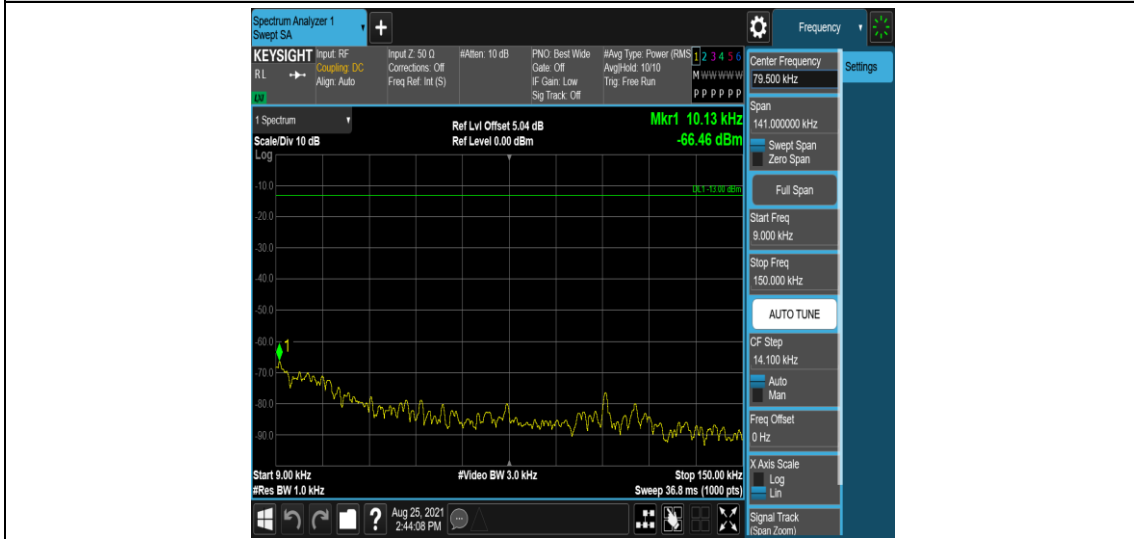 Spectrum Analyzer 1
Swept SA
+
Frequency
KEYSIGHT
RL
LXI
Input: RF
Coupling: DC
Align: Auto
Input Z: 50 Ω
Corrections: Off
Freq Ref: Int (S)
#Atten: 10 dB
PNO: Best Wide
Gate: Off
IF Gain: Low
Sig Track: Off
#Avg Type: Power (RMS
Avg|Hold: 10/10
Trig: Free Run
1 2 3 4 5 6
M W W W W W
P P P P P P
1 Spectrum
Scale/Div 10 dB
Ref Lvl Offset 5.04 dB
Ref Level 0.00 dBm
Mkr1 10.13 kHz
-66.46 dBm
Log
DL1 -13.00 dBm
-10.0
-20.0
-30.0
-40.0
-50.0
-60.0
1
-70.0
-80.0
-90.0
Start 9.00 kHz
#Res BW 1.0 kHz
#Video BW 3.0 kHz
Stop 150.00 kHz
Sweep 36.8 ms (1000 pts)
?
Aug 25, 2021
2:44:08 PM
Center Frequency
79.500 kHz
Settings
Span
141.000000 kHz
Swept Span
Zero Span
Full Span
Start Freq
9.000 kHz
Stop Freq
150.000 kHz
AUTO TUNE
CF Step
14.100 kHz
Auto
Man
Freq Offset
0 Hz
X Axis Scale
Log
Lin
Signal Track
(Span Zoom)